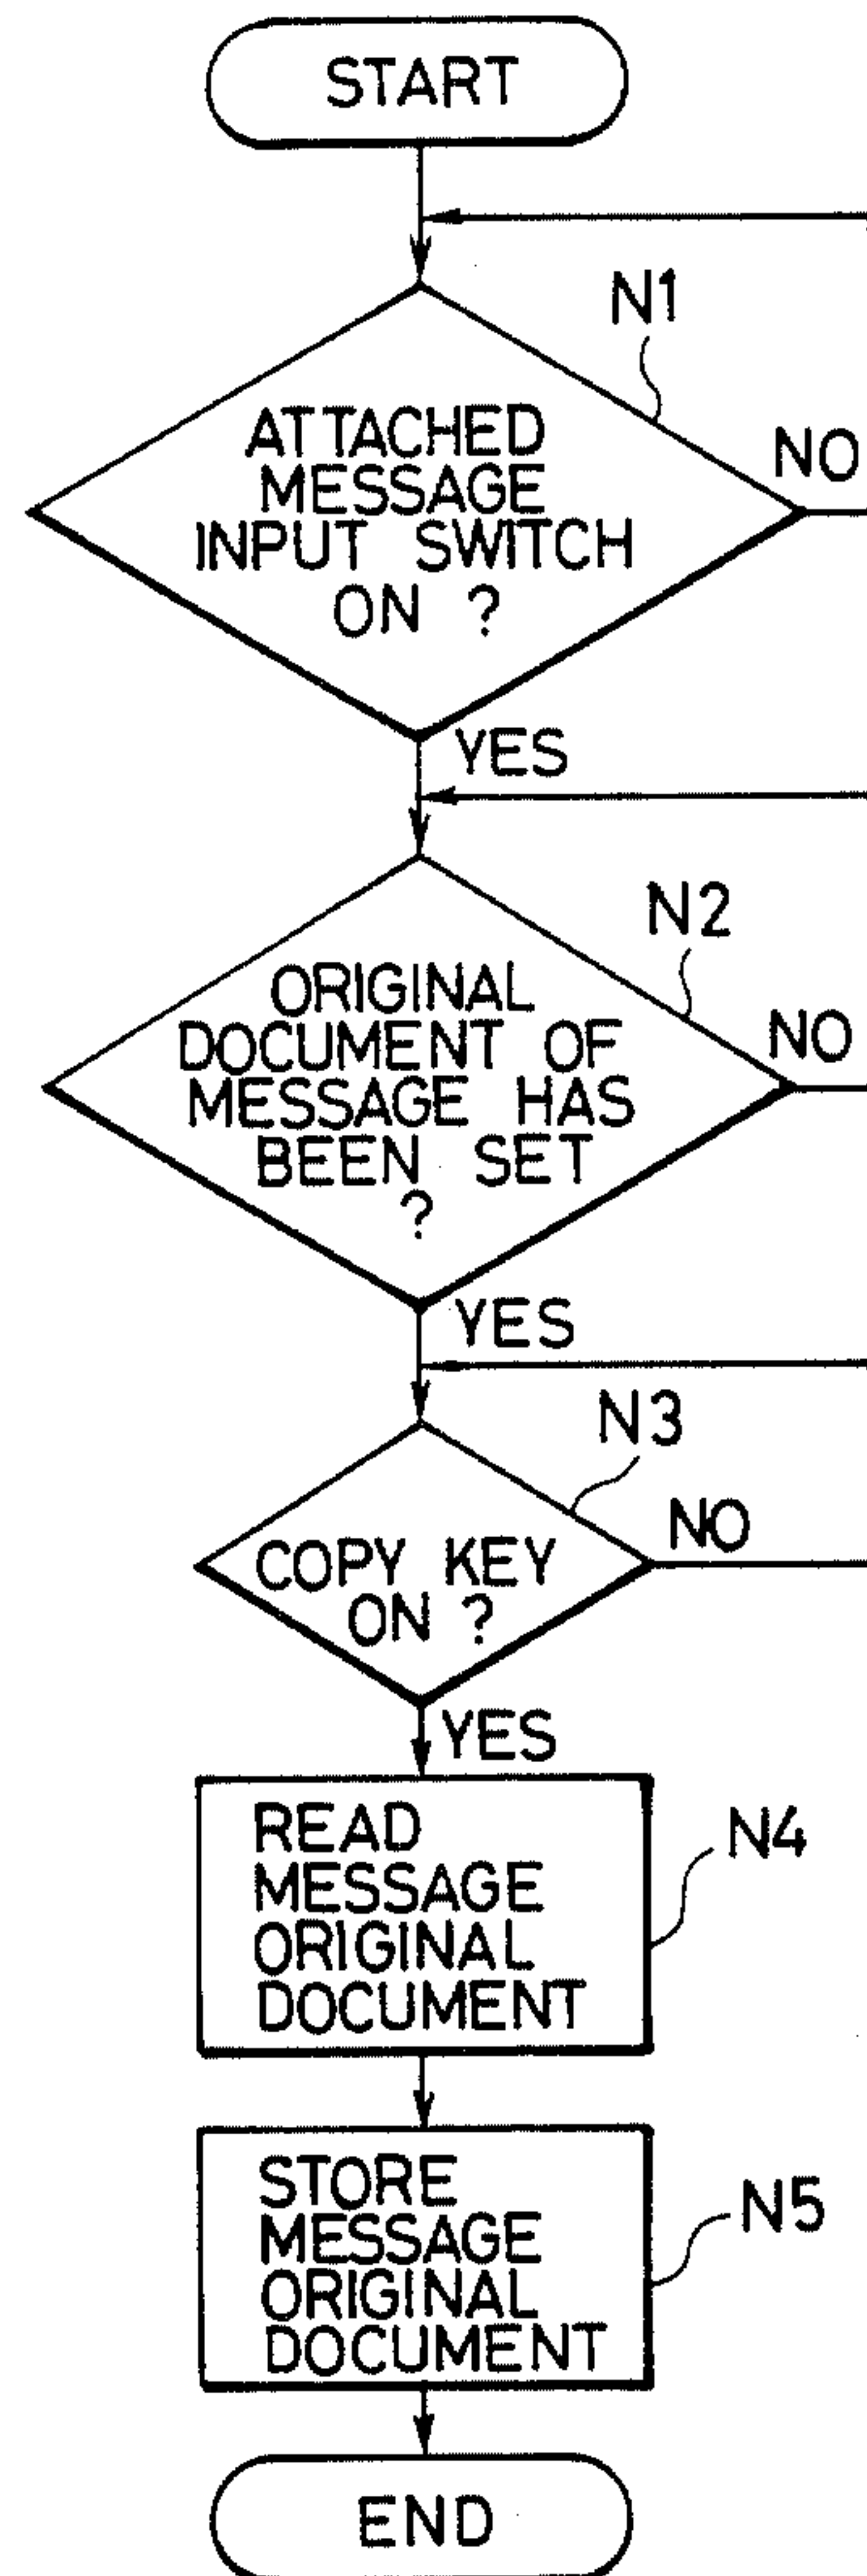 START
N1
ATTACHED
MESSAGE
INPUT SWITCH
ON ?
NO
YES
N2
ORIGINAL
DOCUMENT OF
MESSAGE HAS
BEEN SET
?
NO
YES
N3
COPY KEY
ON ?
NO
YES
READ
MESSAGE
ORIGINAL
DOCUMENT
N4
STORE
MESSAGE
ORIGINAL
DOCUMENT
N5
END